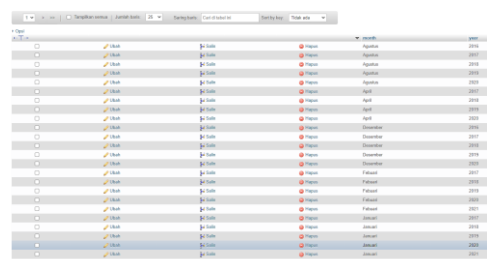 1 > >> Tampilkan semua Jumlah baris: 25 Saring baris: Cari di tabel ini Sort by key: Tidak ada
+ Opsi
←T→ month year
Ubah Salin Hapus Agustus 2016
Ubah Salin Hapus Agustus 2017
Ubah Salin Hapus Agustus 2018
Ubah Salin Hapus Agustus 2019
Ubah Salin Hapus Agustus 2020
Ubah Salin Hapus April 2017
Ubah Salin Hapus April 2018
Ubah Salin Hapus April 2019
Ubah Salin Hapus April 2020
Ubah Salin Hapus Desember 2016
Ubah Salin Hapus Desember 2017
Ubah Salin Hapus Desember 2018
Ubah Salin Hapus Desember 2019
Ubah Salin Hapus Desember 2020
Ubah Salin Hapus Febuari 2017
Ubah Salin Hapus Febuari 2018
Ubah Salin Hapus Febuari 2019
Ubah Salin Hapus Febuari 2020
Ubah Salin Hapus Febuari 2021
Ubah Salin Hapus Januari 2017
Ubah Salin Hapus Januari 2018
Ubah Salin Hapus Januari 2019
Ubah Salin Hapus Januari 2020
Ubah Salin Hapus Januari 2021